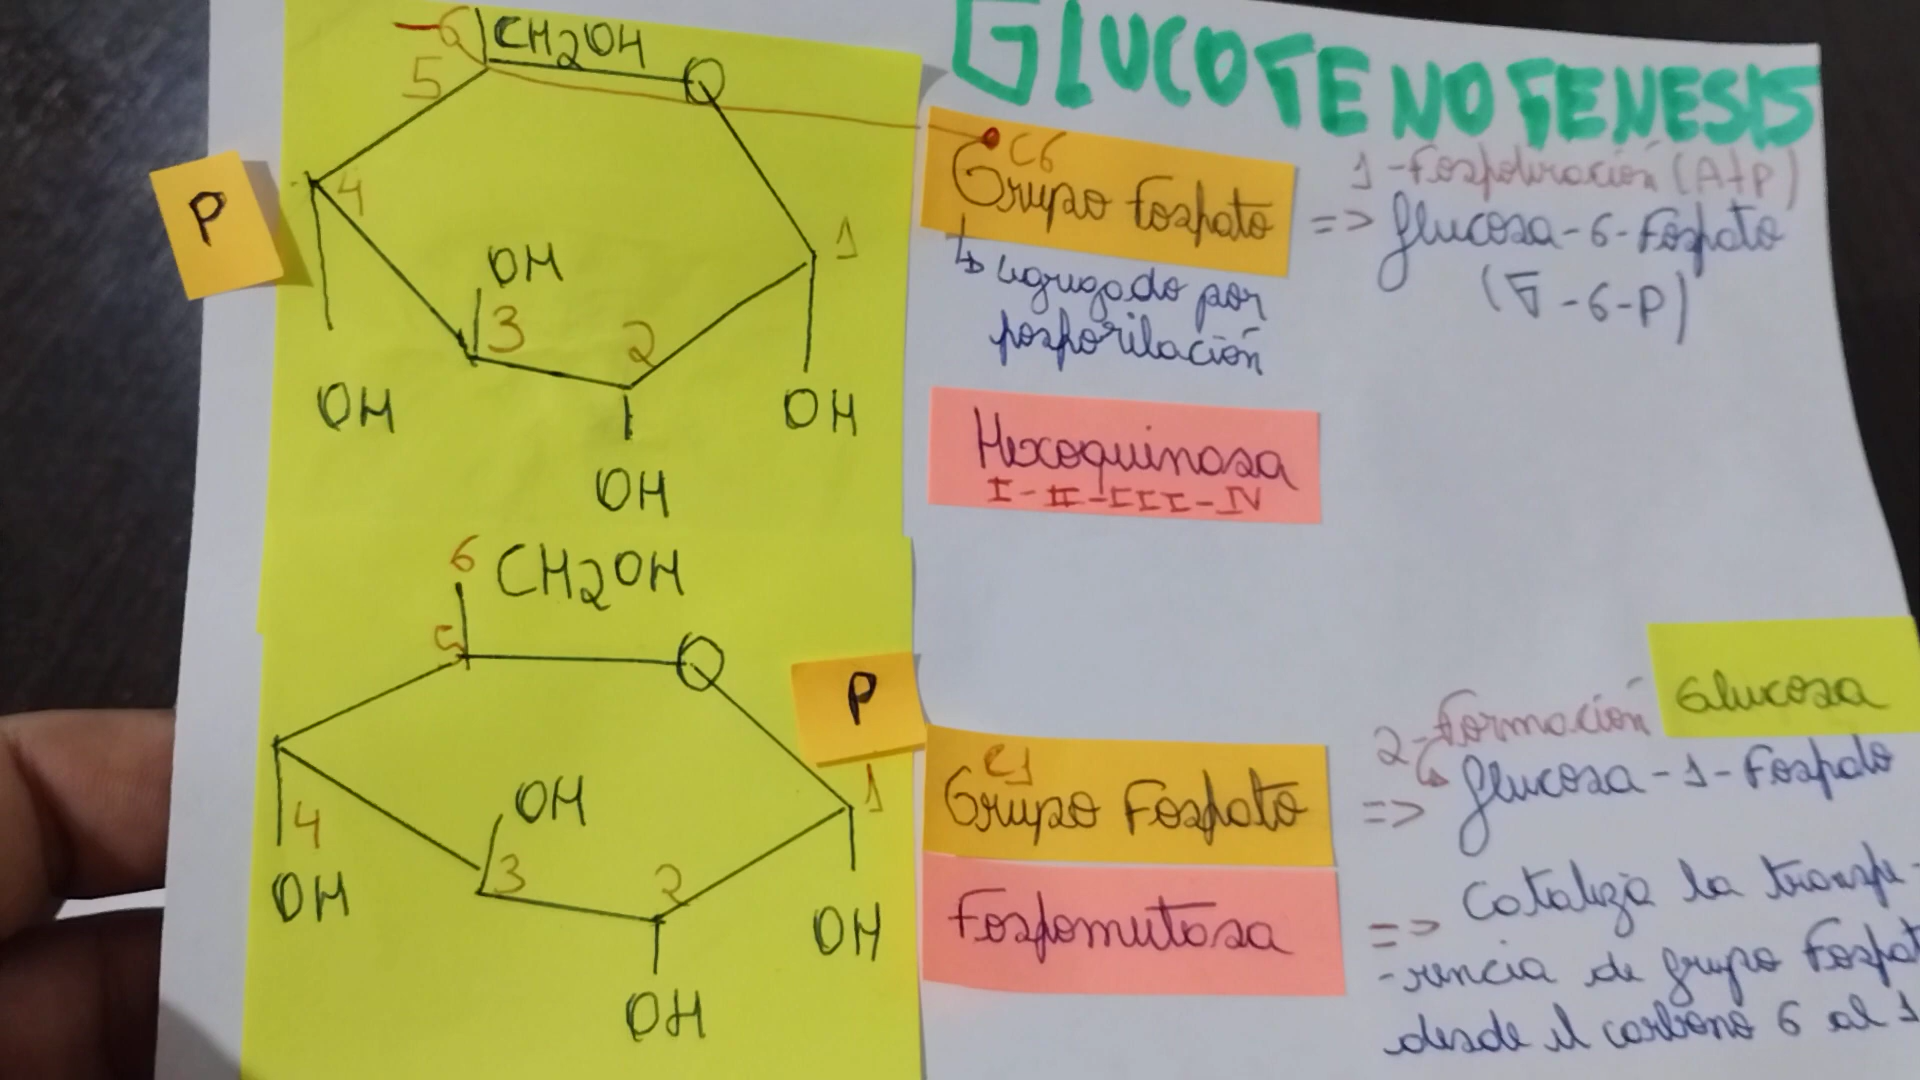 GLUCOGENOGENESIS
6 CH2OH
5 O
4 1
P
OH
3 2
OH OH
OH
C6
Grupo Fosfato
↳ agregado por
fosforilación
1-Fosforilación (ATP)
=> glucosa-6-Fosfato
(G-6-P)
Hexoquinasa
I-II-III-IV
6 CH2OH
5 O
P
1
4 OH
OH 3 2
OH
OH
C1
Grupo Fosfato
Fosfomutasa
Glucosa
2-Formación
=> glucosa-1-Fosfato
=> Cataliza la transfe-
-rencia de grupo Fosfat
desde el carbono 6 al 1